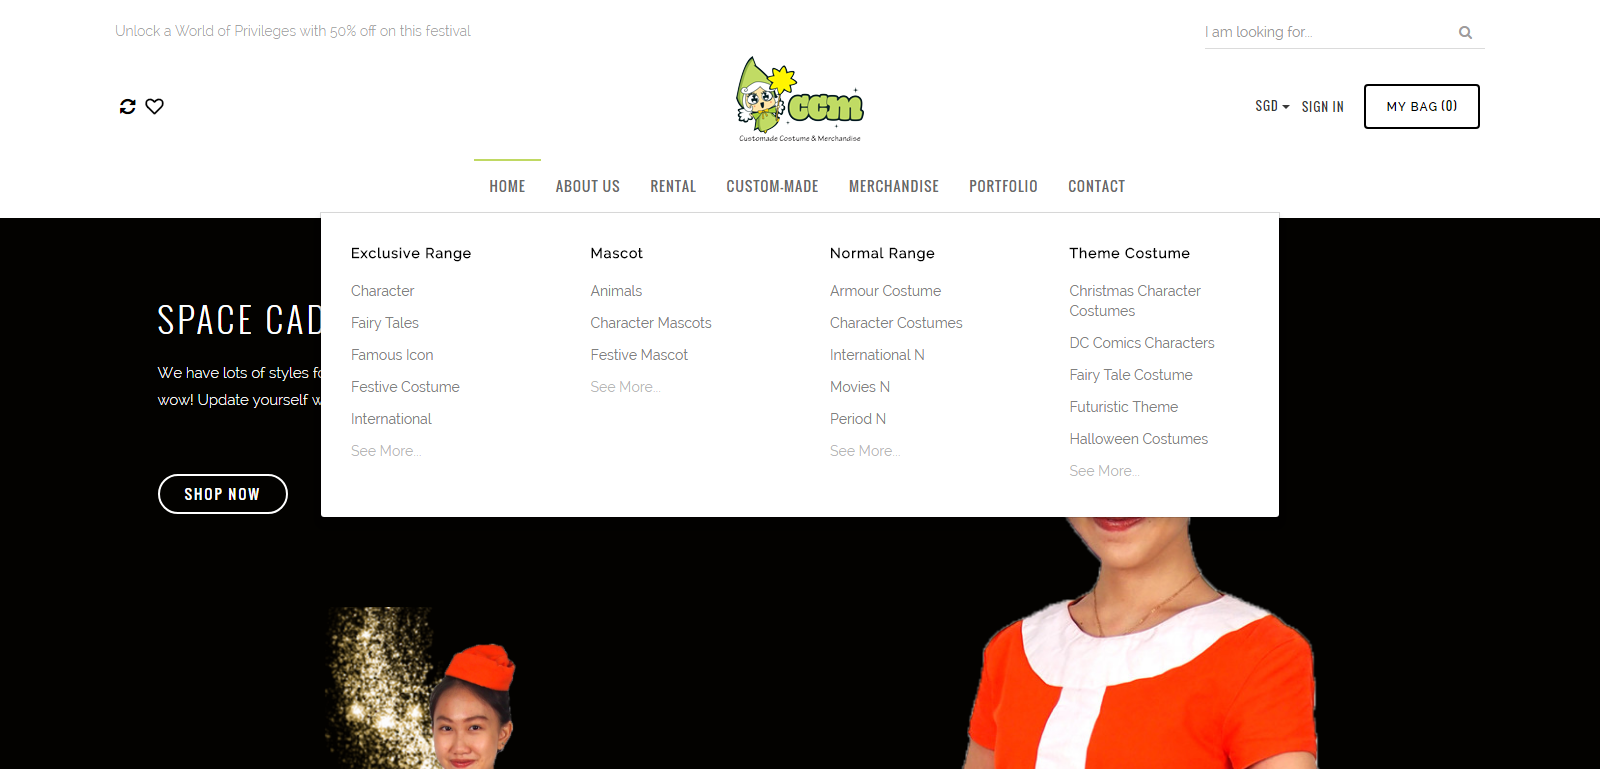 Unlock a World of Privileges with 50% off on this festival
I am looking for...
ccm
Customade Costume & Merchandise
SGD
SIGN IN
MY BAG (0)
HOME
ABOUT US
RENTAL
CUSTOM-MADE
MERCHANDISE
PORTFOLIO
CONTACT
Exclusive Range
Character
Fairy Tales
Famous Icon
Festive Costume
International
See More...
Mascot
Animals
Character Mascots
Festive Mascot
See More...
Normal Range
Armour Costume
Character Costumes
International N
Movies N
Period N
See More...
Theme Costume
Christmas Character
Costumes
DC Comics Characters
Fairy Tale Costume
Futuristic Theme
Halloween Costumes
See More...
SPACE CAD
We have lots of styles fo
wow! Update yourself w
SHOP NOW